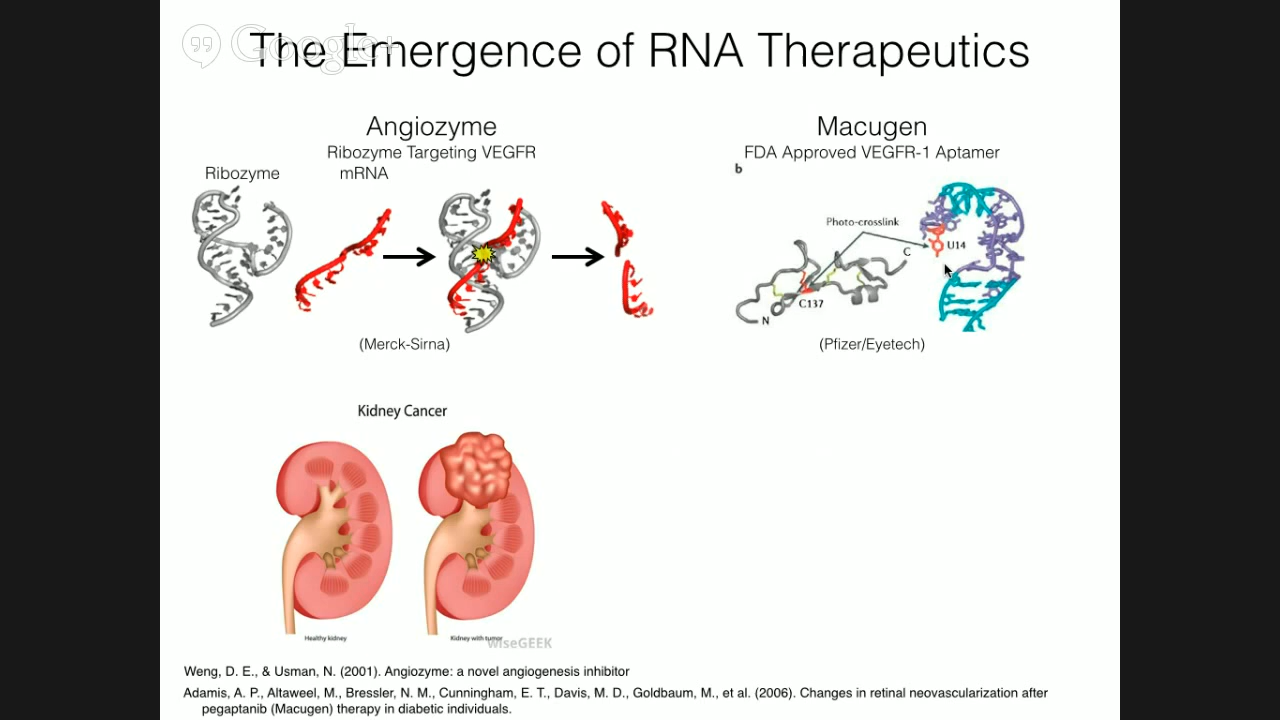 Google+
The Emergence of RNA Therapeutics
Angiozyme
Ribozyme Targeting VEGFR
Ribozyme
mRNA
(Merck-Sirna)
Macugen
FDA Approved VEGFR-1 Aptamer
b
Photo-crosslink
U14
C
C137
N
(Pfizer/Eyetech)
Kidney Cancer
Healthy kidney
Kidney with tumor
wiseGEEK
Weng, D. E., & Usman, N. (2001). Angiozyme: a novel angiogenesis inhibitor
Adamis, A. P., Altaweel, M., Bressler, N. M., Cunningham, E. T., Davis, M. D., Goldbaum, M., et al. (2006). Changes in retinal neovascularization after
pegaptanib (Macugen) therapy in diabetic individuals.